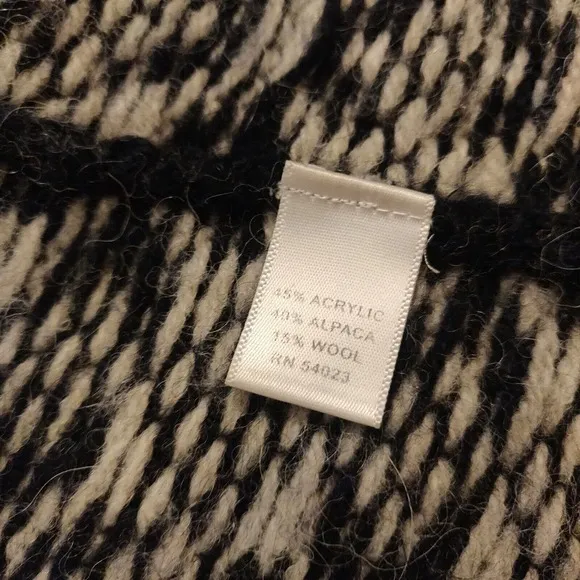 45% ACRYLIC
40% ALPACA
15% WOOL
RN 54023